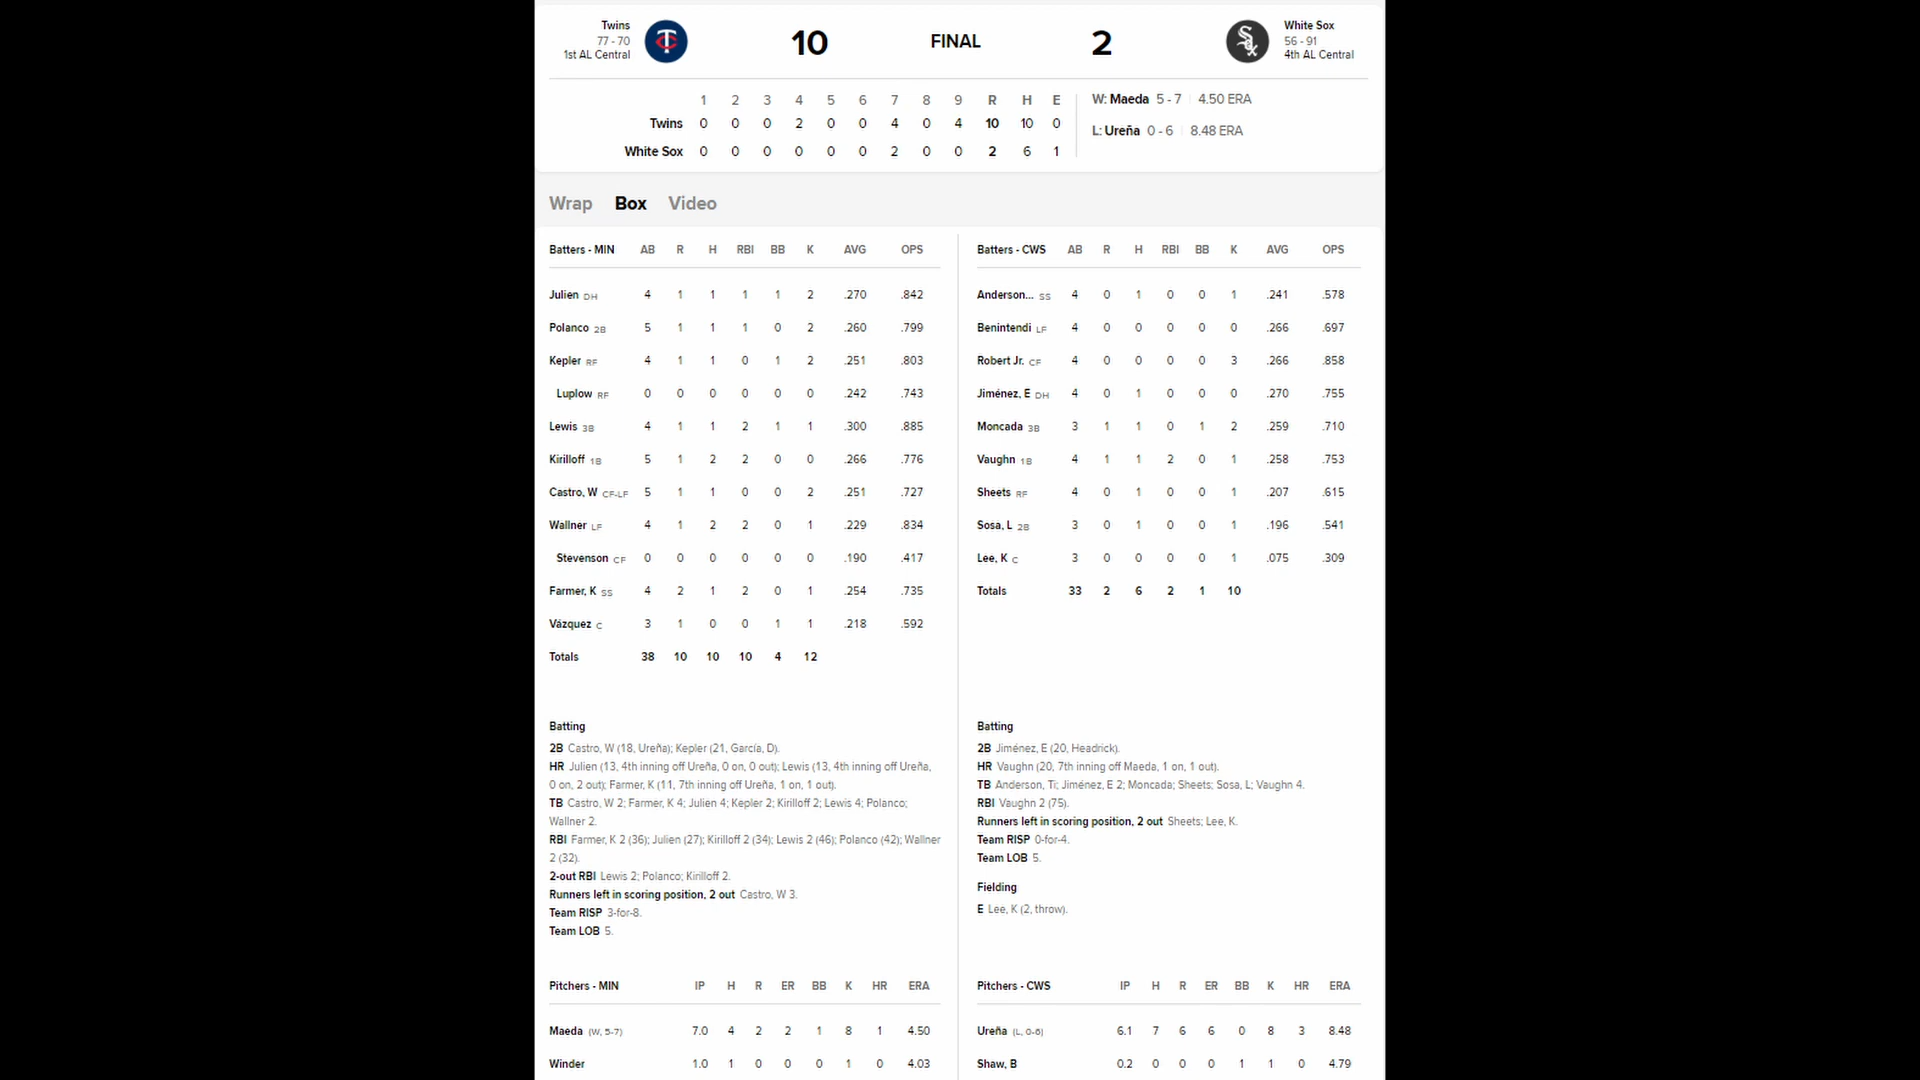 Twins
77 - 70
1st AL Central
10
FINAL
2
White Sox
56 - 91
4th AL Central
1 2 3 4 5 6 7 8 9 R H E
Twins 0 0 0 2 0 0 4 0 4 10 10 0
White Sox 0 0 0 0 0 0 2 0 0 2 6 1
W: Maeda 5 - 7 4.50 ERA
L: Ureña 0 - 6 8.48 ERA
Wrap Box Video
Batters - MIN AB R H RBI BB K AVG OPS
Julien DH 4 1 1 1 1 2 .270 .842
Polanco 2B 5 1 1 1 0 2 .260 .799
Kepler RF 4 1 1 0 1 2 .251 .803
Luplow RF 0 0 0 0 0 0 .242 .743
Lewis 3B 4 1 1 2 1 1 .300 .885
Kirilloff 1B 5 1 2 2 0 0 .266 .776
Castro, W CF-LF 5 1 1 0 0 2 .251 .727
Wallner LF 4 1 2 2 0 1 .229 .834
Stevenson CF 0 0 0 0 0 0 .190 .417
Farmer, K SS 4 2 1 2 0 1 .254 .735
Vázquez C 3 1 0 0 1 1 .218 .592
Totals 38 10 10 10 4 12
Batting
2B Castro, W (18, Ureña); Kepler (21, García, D).
HR Julien (13, 4th inning off Ureña, 0 on, 0 out); Lewis (13, 4th inning off Ureña,
0 on, 2 out); Farmer, K (11, 7th inning off Ureña, 1 on, 1 out).
TB Castro, W 2; Farmer, K 4; Julien 4; Kepler 2; Kirilloff 2; Lewis 4; Polanco;
Wallner 2.
RBI Farmer, K 2 (36); Julien (27); Kirilloff 2 (34); Lewis 2 (46); Polanco (42); Wallner
2 (32).
2-out RBI Lewis 2; Polanco; Kirilloff 2.
Runners left in scoring position, 2 out Castro, W 3.
Team RISP 3-for-8.
Team LOB 5.
Pitchers - MIN IP H R ER BB K HR ERA
Maeda (W, 5-7) 7.0 4 2 2 1 8 1 4.50
Winder 1.0 1 0 0 0 1 0 4.03
Batters - CWS AB R H RBI BB K AVG OPS
Anderson... SS 4 0 1 0 0 1 .241 .578
Benintendi LF 4 0 0 0 0 0 .266 .697
Robert Jr. CF 4 0 0 0 0 3 .266 .858
Jiménez, E DH 4 0 1 0 0 0 .270 .755
Moncada 3B 3 1 1 0 1 2 .259 .710
Vaughn 1B 4 1 1 2 0 1 .258 .753
Sheets RF 4 0 1 0 0 1 .207 .615
Sosa, L 2B 3 0 1 0 0 1 .196 .541
Lee, K C 3 0 0 0 0 1 .075 .309
Totals 33 2 6 2 1 10
Batting
2B Jiménez, E (20, Headrick).
HR Vaughn (20, 7th inning off Maeda, 1 on, 1 out).
TB Anderson, Ti; Jiménez, E 2; Moncada; Sheets; Sosa, L; Vaughn 4.
RBI Vaughn 2 (75).
Runners left in scoring position, 2 out Sheets; Lee, K.
Team RISP 0-for-4.
Team LOB 5.
Fielding
E Lee, K (2, throw).
Pitchers - CWS IP H R ER BB K HR ERA
Ureña (L, 0-6) 6.1 7 6 6 0 8 3 8.48
Shaw, B 0.2 0 0 0 1 1 0 4.79